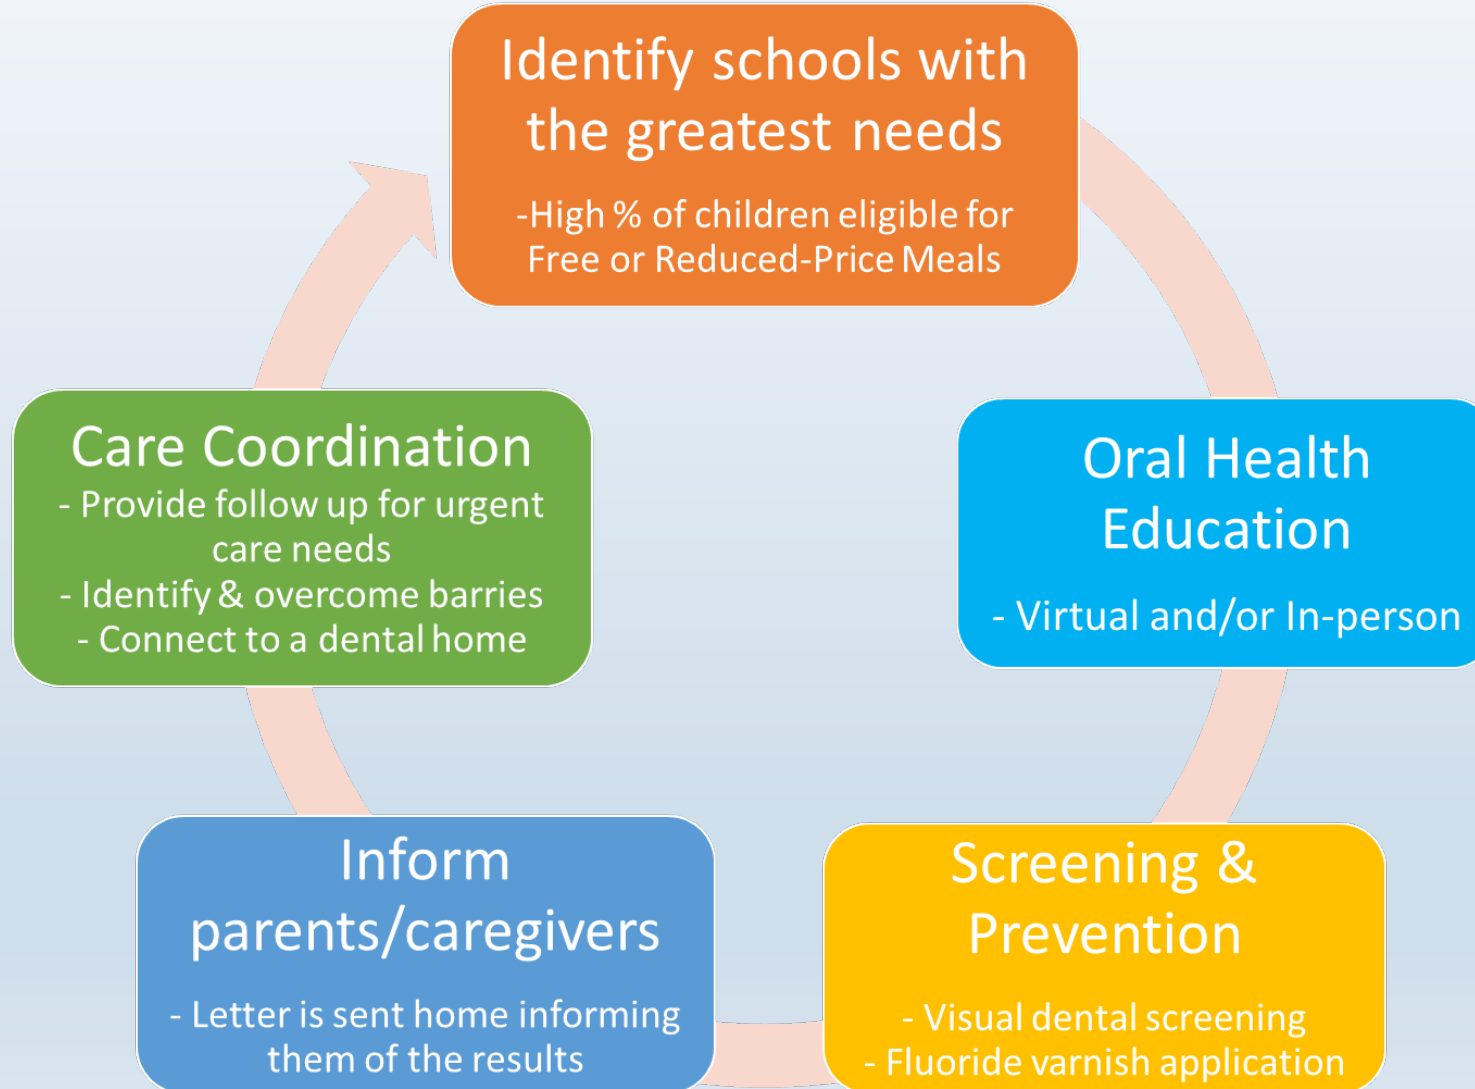 Identify schools with
the greatest needs
-High % of children eligible for
Free or Reduced-Price Meals
Oral Health
Education
- Virtual and/or In-person
Screening &
Prevention
- Visual dental screening
- Fluoride varnish application
Inform
parents/caregivers
- Letter is sent home informing
them of the results
Care Coordination
- Provide follow up for urgent
care needs
- Identify & overcome barries
- Connect to a dental home